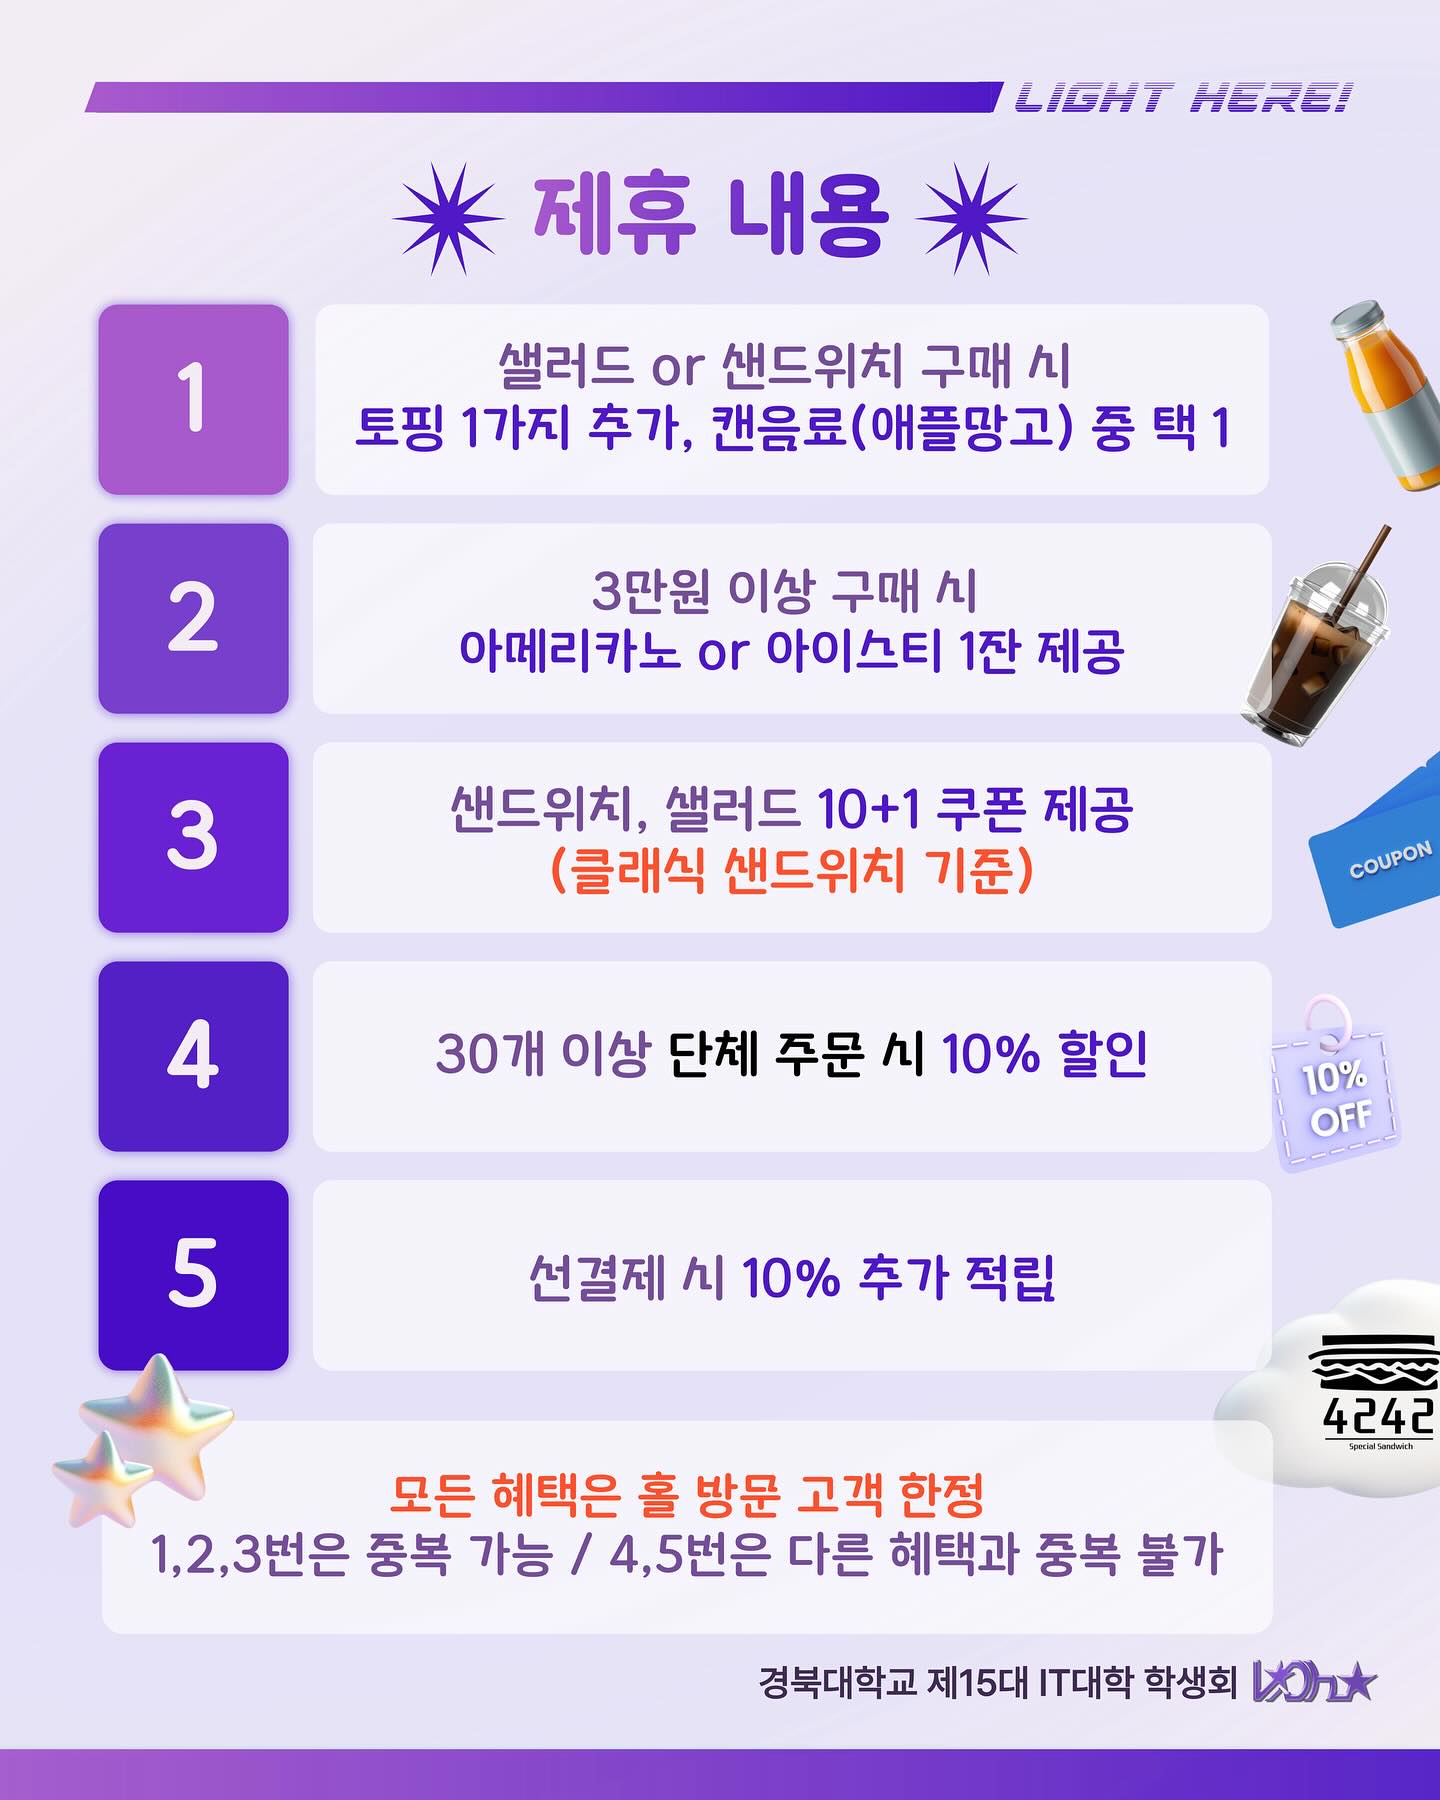 LIGHT HERE!
제휴 내용
1
샐러드 or 샌드위치 구매 시
토핑 1가지 추가, 캔음료(애플망고) 중 택 1
2
3만원 이상 구매 시
아메리카노 or 아이스티 1잔 제공
3
샌드위치, 샐러드 10+1 쿠폰 제공
(클래식 샌드위치 기준)
COUPON
4
30개 이상 단체 주문 시 10% 할인
10%
OFF
5
선결제 시 10% 추가 적립
4242
Special Sandwich
모든 혜택은 홀 방문 고객 한정
1,2,3번은 중복 가능 / 4,5번은 다른 혜택과 중복 불가
경북대학교 제15대 IT대학 학생회